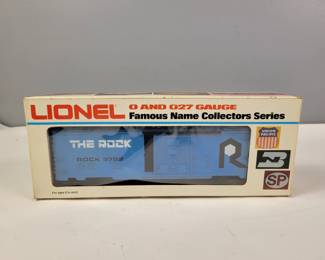 LIONEL
O AND O27 GAUGE
Famous Name Collectors Series
THE ROCK
ROCK
R
UNION
PACIFIC
SP